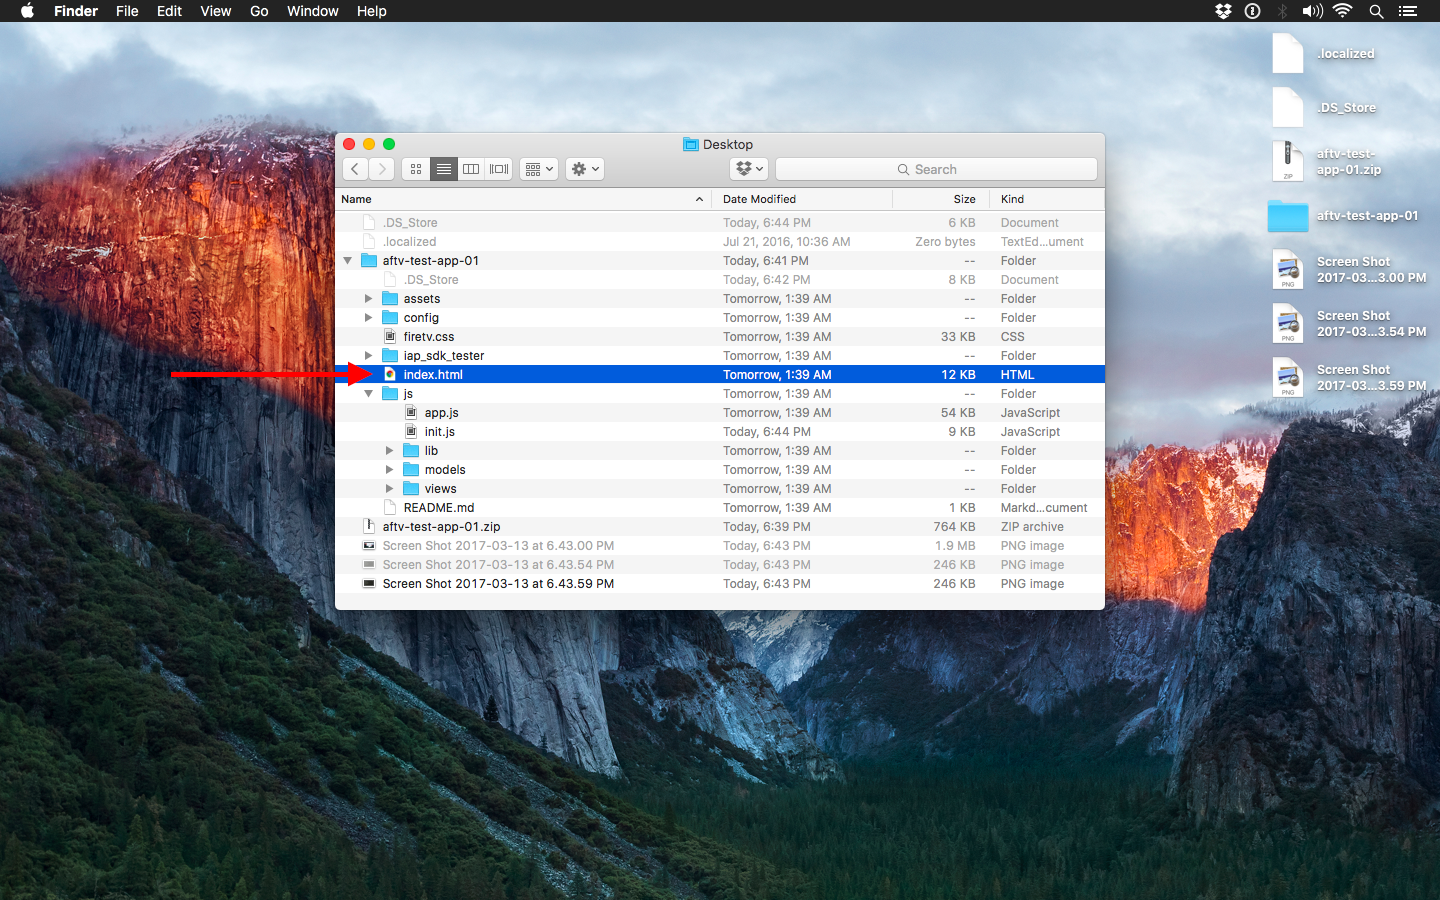 Finder File Edit View Go Window Help
.localized
.DS_Store
ZIP
aftv-test-
app-01.zip
aftv-test-app-01
PNG
Screen Shot
2017-03...3.00 PM
PNG
Screen Shot
2017-03...3.54 PM
PNG
Screen Shot
2017-03...3.59 PM
Desktop
Search
Name Date Modified Size Kind
.DS_Store Today, 6:44 PM 6 KB Document
.localized Jul 21, 2016, 10:36 AM Zero bytes TextEd...ument
aftv-test-app-01 Today, 6:41 PM -- Folder
.DS_Store Today, 6:42 PM 8 KB Document
assets Tomorrow, 1:39 AM -- Folder
config Tomorrow, 1:39 AM -- Folder
firetv.css Tomorrow, 1:39 AM 33 KB CSS
iap_sdk_tester Tomorrow, 1:39 AM -- Folder
index.html Tomorrow, 1:39 AM 12 KB HTML
js Tomorrow, 1:39 AM -- Folder
app.js Tomorrow, 1:39 AM 54 KB JavaScript
init.js Today, 6:44 PM 9 KB JavaScript
lib Tomorrow, 1:39 AM -- Folder
models Tomorrow, 1:39 AM -- Folder
views Tomorrow, 1:39 AM -- Folder
README.md Tomorrow, 1:39 AM 1 KB Markd...cument
aftv-test-app-01.zip Today, 6:39 PM 764 KB ZIP archive
Screen Shot 2017-03-13 at 6.43.00 PM Today, 6:43 PM 1.9 MB PNG image
Screen Shot 2017-03-13 at 6.43.54 PM Today, 6:43 PM 246 KB PNG image
Screen Shot 2017-03-13 at 6.43.59 PM Today, 6:43 PM 246 KB PNG image